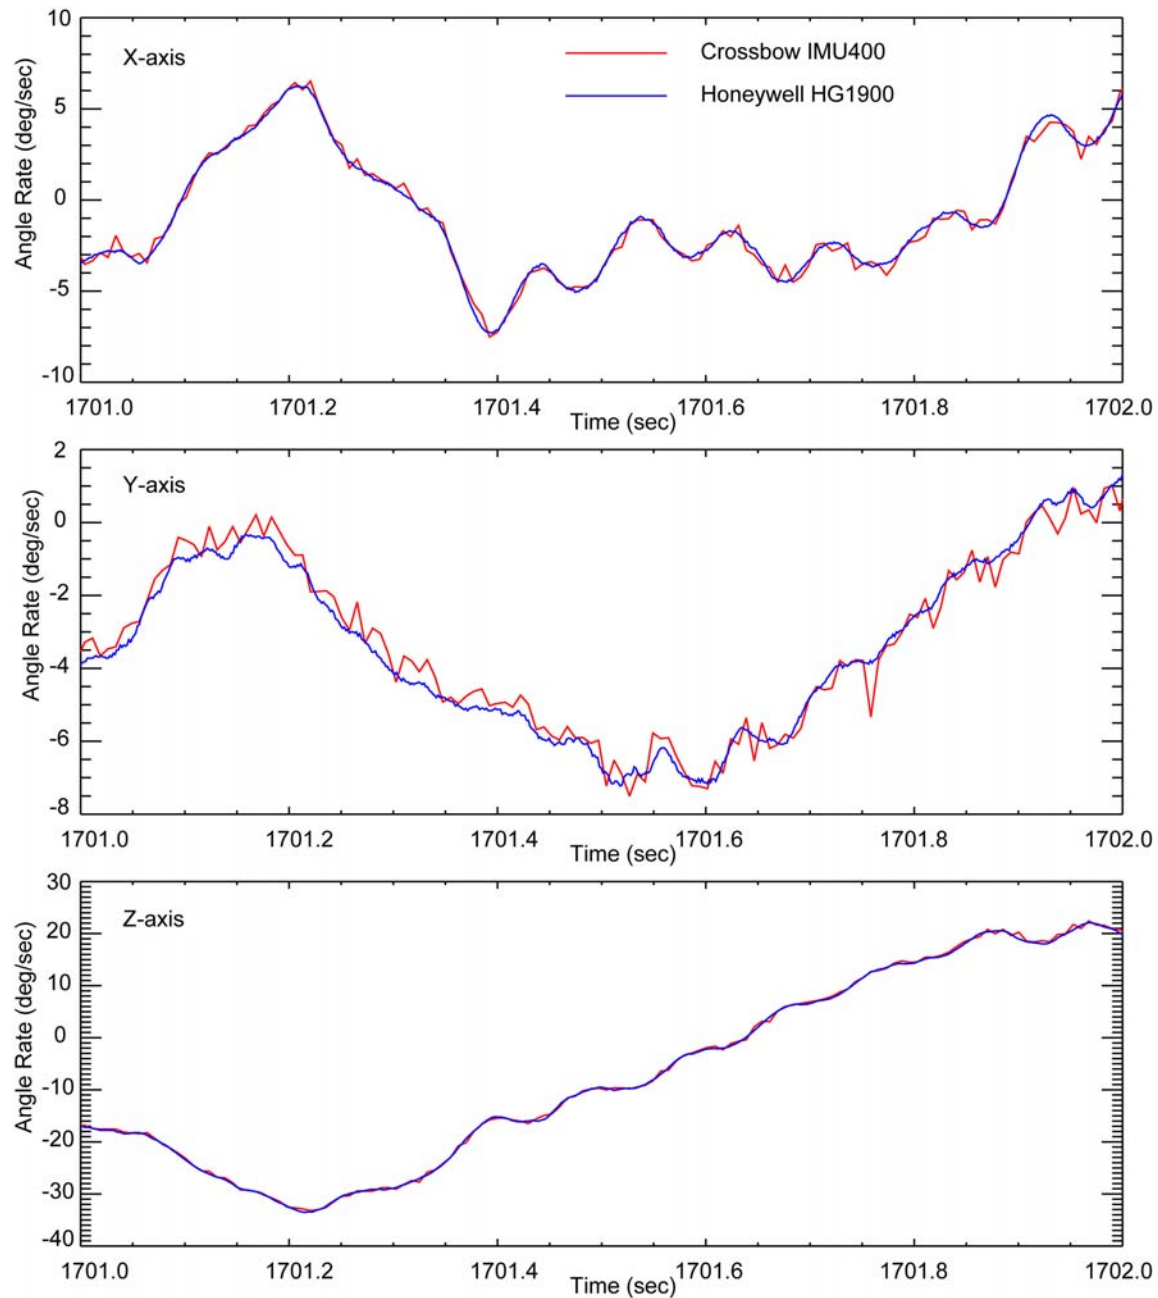 10
X-axis
Crossbow IMU400
Honeywell HG1900
5
0
-5
-10
Angle Rate (deg/sec)
1701.0 1701.2 1701.4 1701.6 1701.8 1702.0
Time (sec)
2
Y-axis
0
-2
-4
-6
-8
Angle Rate (deg/sec)
1701.0 1701.2 1701.4 1701.6 1701.8 1702.0
Time (sec)
30
Z-axis
20
10
0
-10
-20
-30
-40
Angle Rate (deg/sec)
1701.0 1701.2 1701.4 1701.6 1701.8 1702.0
Time (sec)